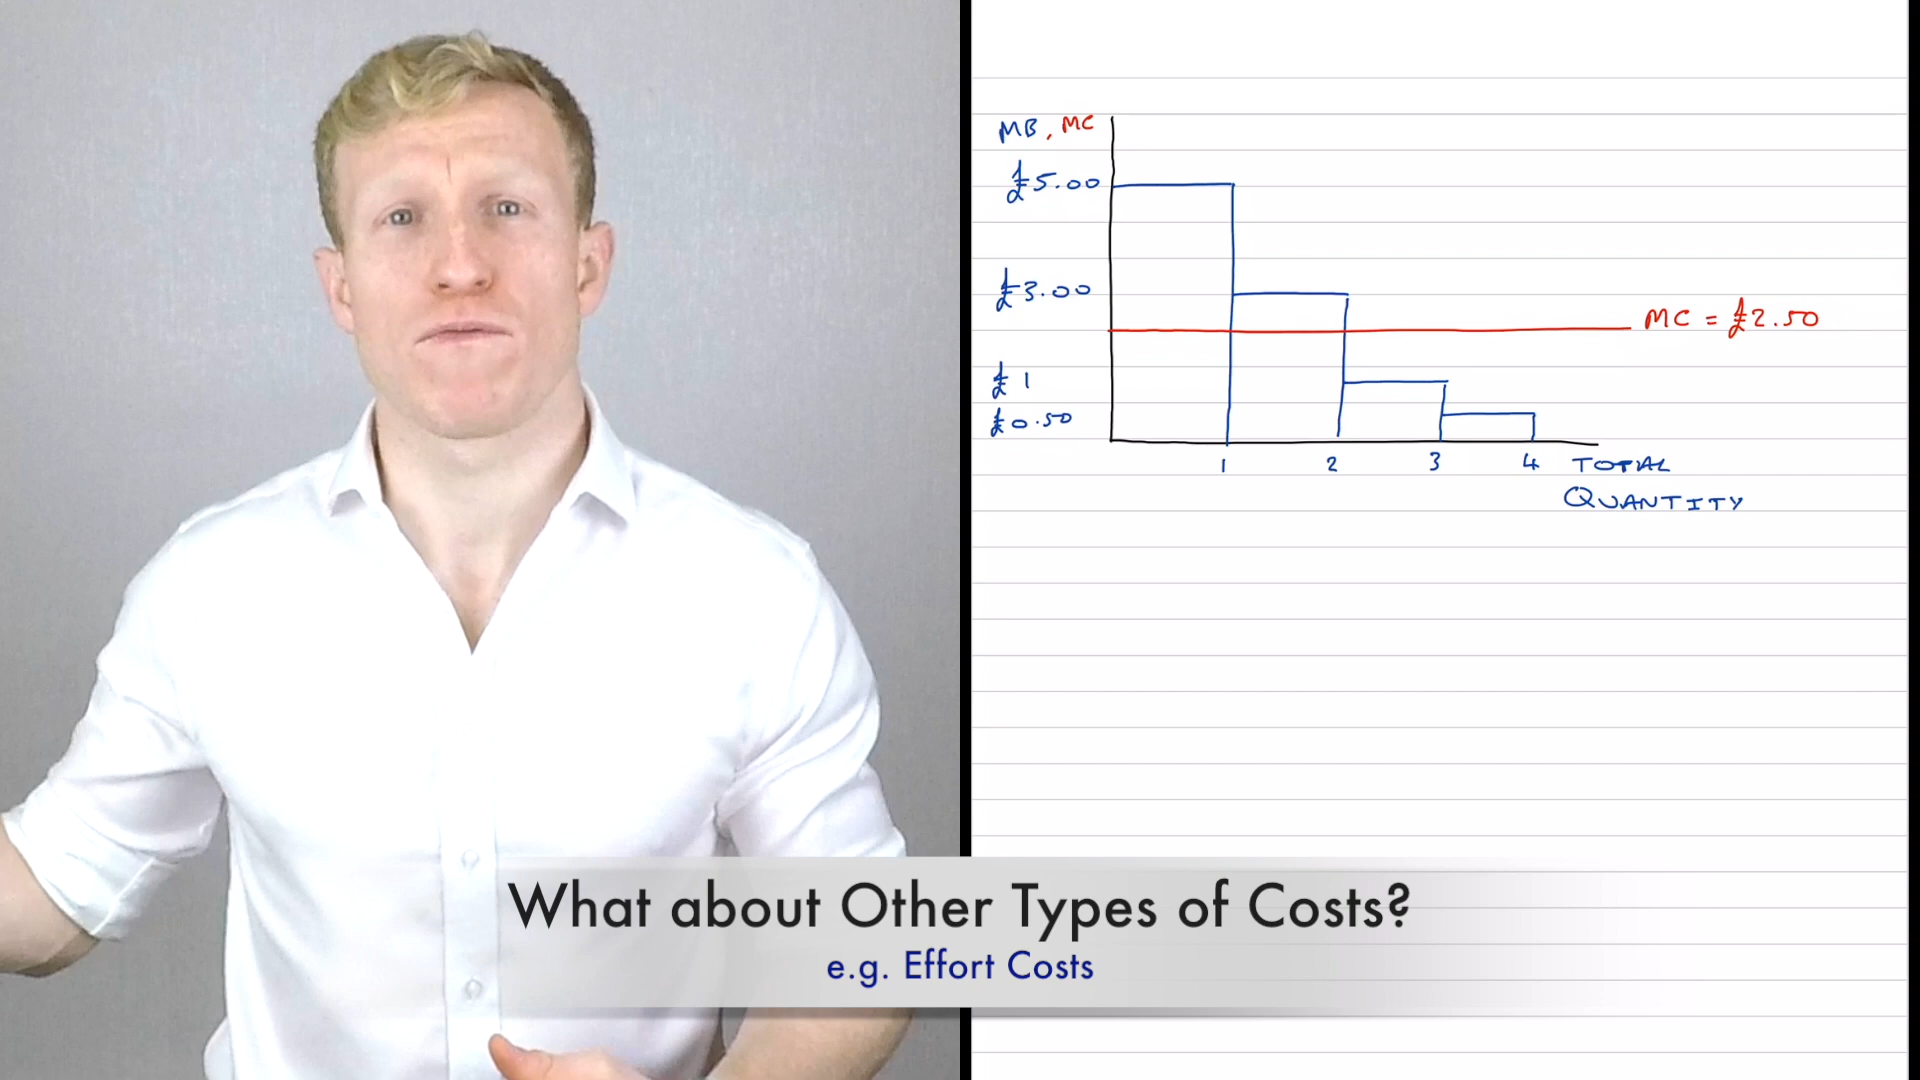 MB, MC
£5.00
£3.00
MC = £2.50
£1
£0.50
1 2 3 4 TOTAL
QUANTITY
What about Other Types of Costs?
e.g. Effort Costs